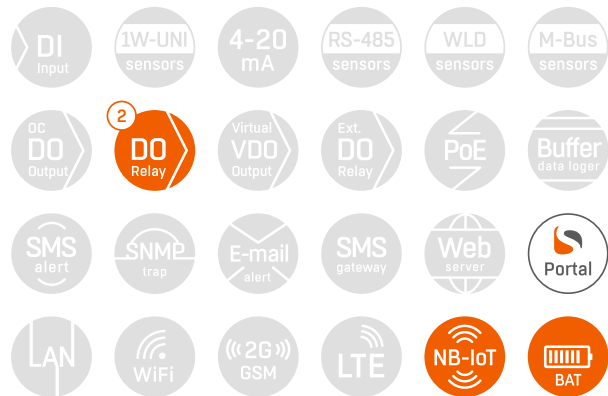 DI
Input
1W-UNI
sensors
4-20
mA
RS-485
sensors
WLD
sensors
M-Bus
sensors
OC
DO
Output
2
DO
Relay
Virtual
VDO
Output
Ext.
DO
Relay
PoE
Buffer
data loger
SMS
alert
SNMP
trap
E-mail
alert
SMS
gateway
Web
server
Portal
LAN
WiFi
2G
GSM
LTE
NB-IoT
BAT